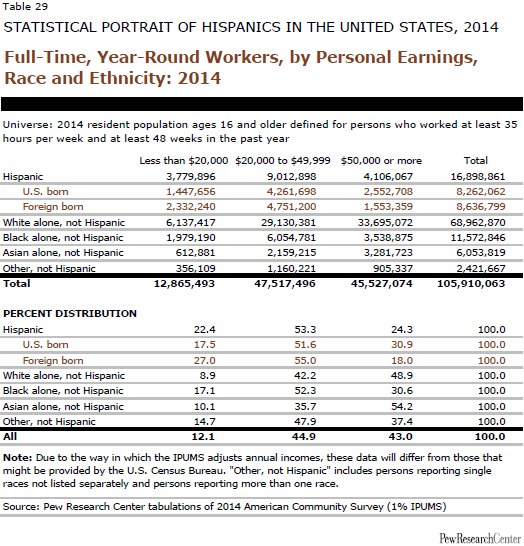 Table 29
STATISTICAL PORTRAIT OF HISPANICS IN THE UNITED STATES, 2014
Full-Time, Year-Round Workers, by Personal Earnings,
Race and Ethnicity: 2014
Universe: 2014 resident population ages 16 and older defined for persons who worked at least 35
hours per week and at least 48 weeks in the past year
Less than $20,000 $20,000 to $49,999 $50,000 or more Total
Hispanic 3,779,896 9,012,898 4,106,067 16,898,861
U.S. born 1,447,656 4,261,698 2,552,708 8,262,062
Foreign born 2,332,240 4,751,200 1,553,359 8,636,799
White alone, not Hispanic 6,137,417 29,130,381 33,695,072 68,962,870
Black alone, not Hispanic 1,979,190 6,054,781 3,538,875 11,572,846
Asian alone, not Hispanic 612,881 2,159,215 3,281,723 6,053,819
Other, not Hispanic 356,109 1,160,221 905,337 2,421,667
Total 12,865,493 47,517,496 45,527,074 105,910,063
PERCENT DISTRIBUTION
Hispanic 22.4 53.3 24.3 100.0
U.S. born 17.5 51.6 30.9 100.0
Foreign born 27.0 55.0 18.0 100.0
White alone, not Hispanic 8.9 42.2 48.9 100.0
Black alone, not Hispanic 17.1 52.3 30.6 100.0
Asian alone, not Hispanic 10.1 35.7 54.2 100.0
Other, not Hispanic 14.7 47.9 37.4 100.0
All 12.1 44.9 43.0 100.0
Note: Due to the way in which the IPUMS adjusts annual incomes, these data will differ from those that
might be provided by the U.S. Census Bureau. "Other, not Hispanic" includes persons reporting single
races not listed separately and persons reporting more than one race.
Source: Pew Research Center tabulations of 2014 American Community Survey (1% IPUMS)
PewResearchCenter